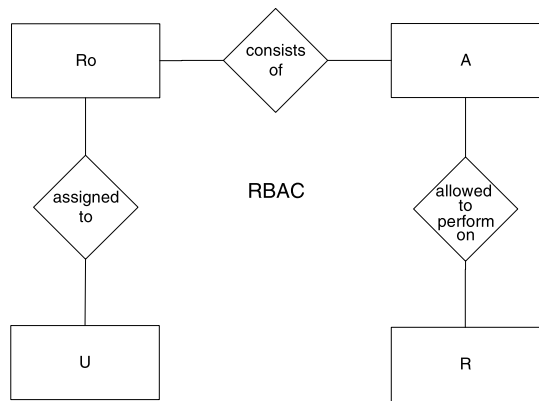 Ro
consists
of
A
assigned
to
RBAC
allowed
to
perform
on
U
R